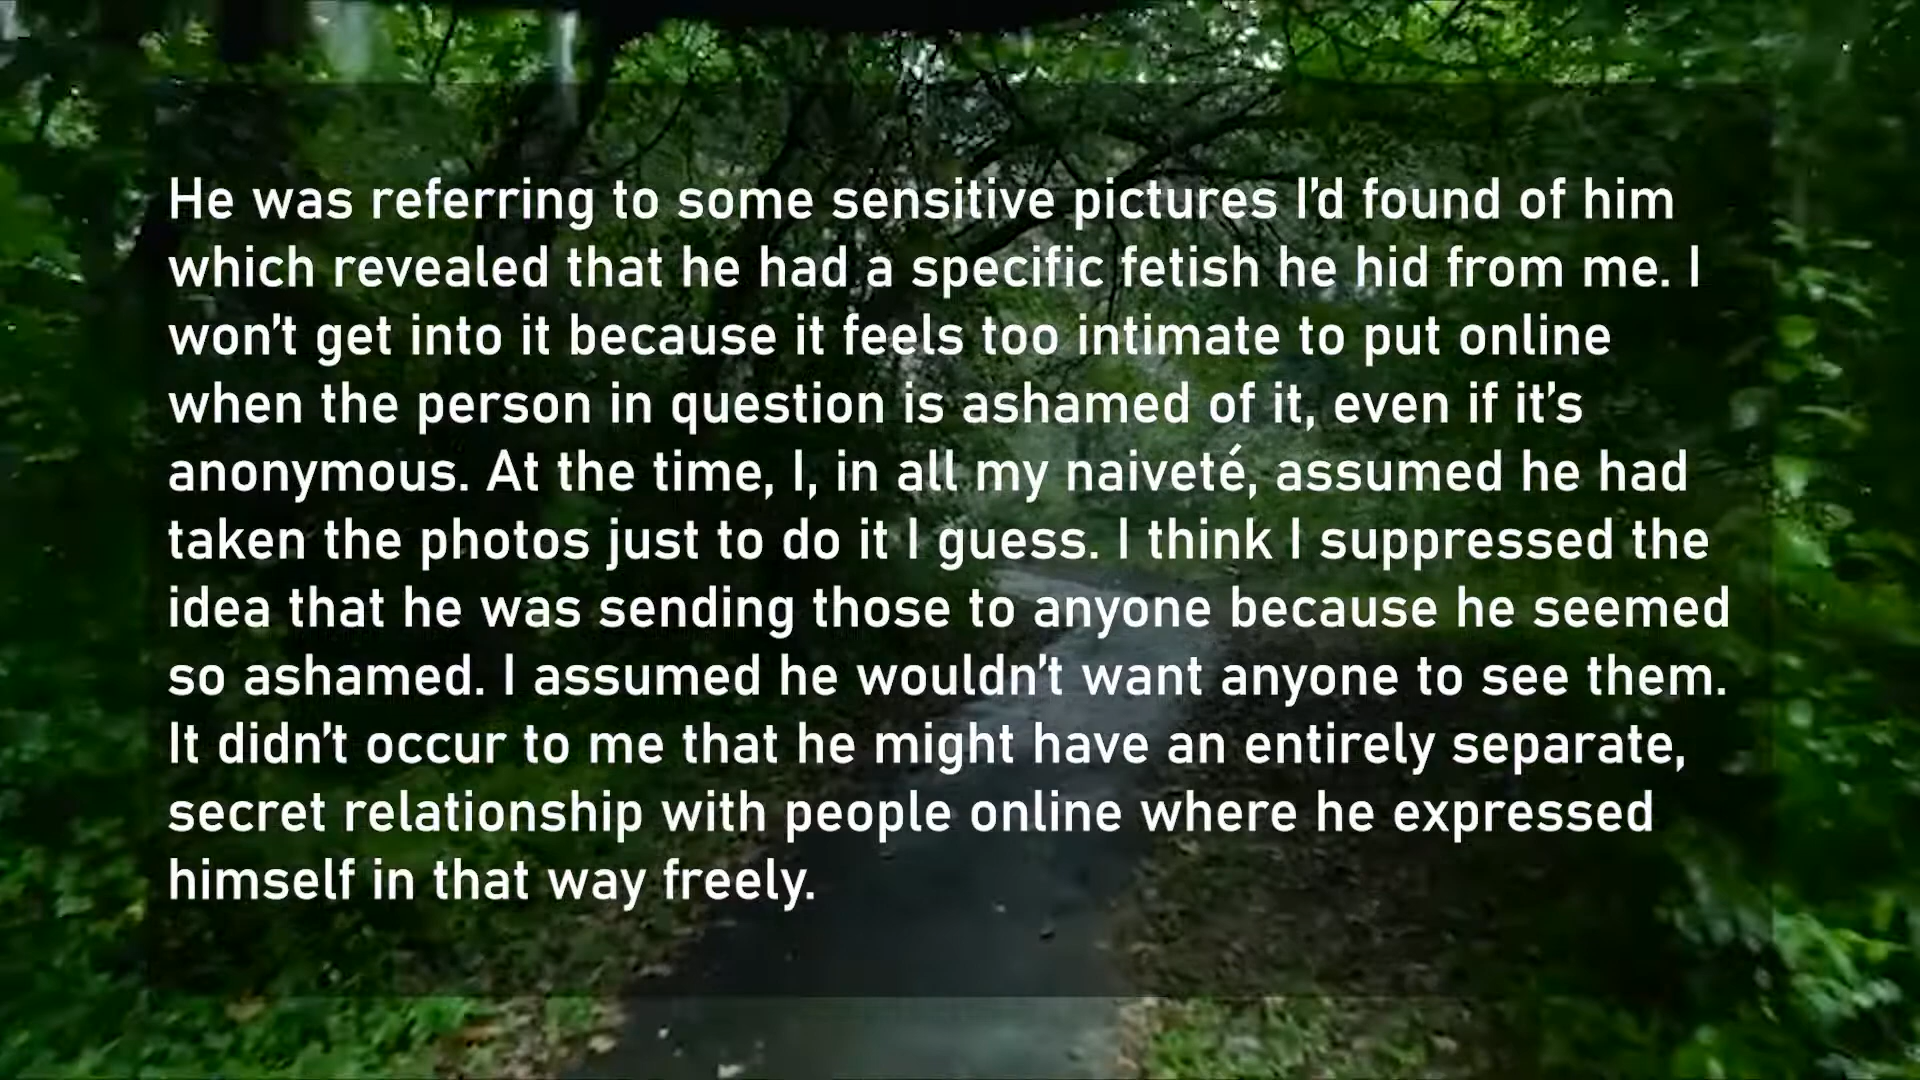 He was referring to some sensitive pictures I'd found of him
which revealed that he had a specific fetish he hid from me. I
won't get into it because it feels too intimate to put online
when the person in question is ashamed of it, even if it's
anonymous. At the time, I, in all my naiveté, assumed he had
taken the photos just to do it I guess. I think I suppressed the
idea that he was sending those to anyone because he seemed
so ashamed. I assumed he wouldn't want anyone to see them.
It didn't occur to me that he might have an entirely separate,
secret relationship with people online where he expressed
himself in that way freely.